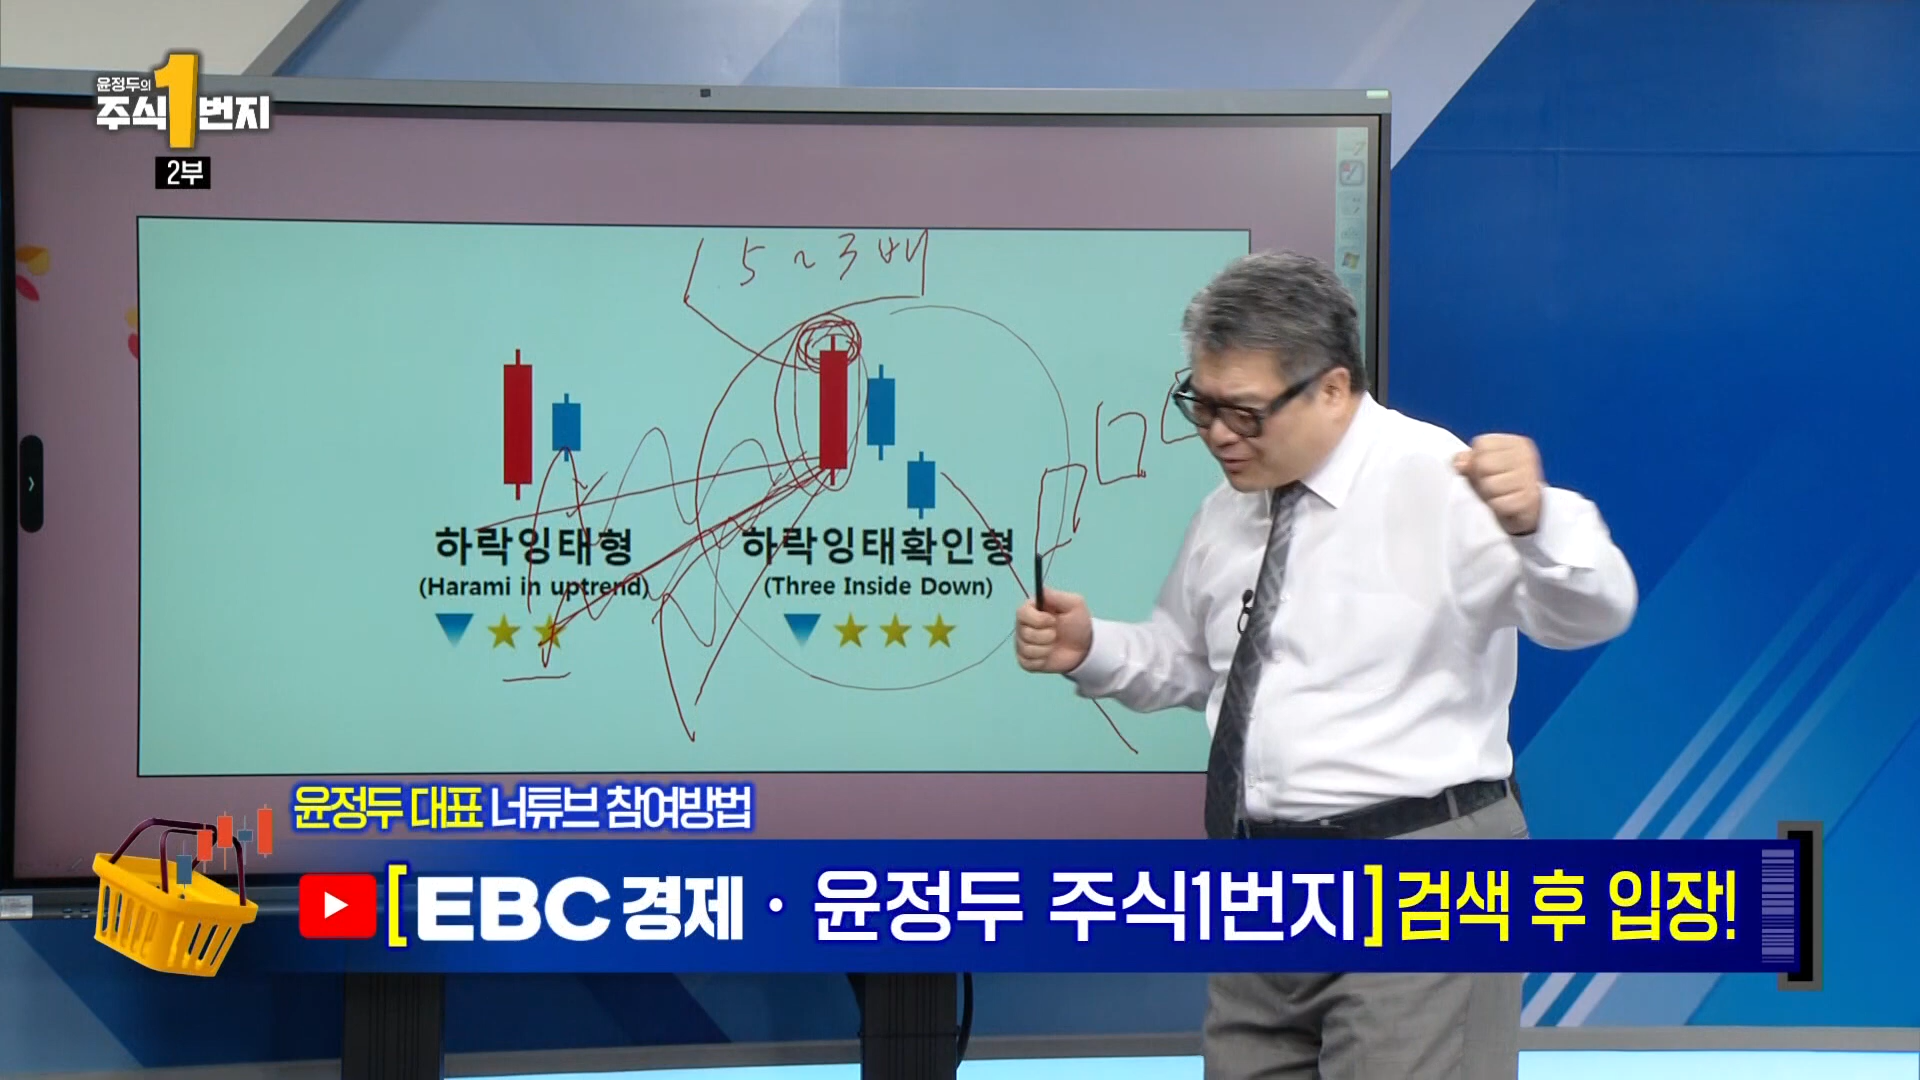 윤정두의
주식1번지
2부
5~3배
하락잉태형
(Harami in uptrend)
하락잉태확인형
(Three Inside Down)
윤정두 대표 너튜브 참여방법
[EBC 경제 · 윤정두 주식1번지] 검색 후 입장!